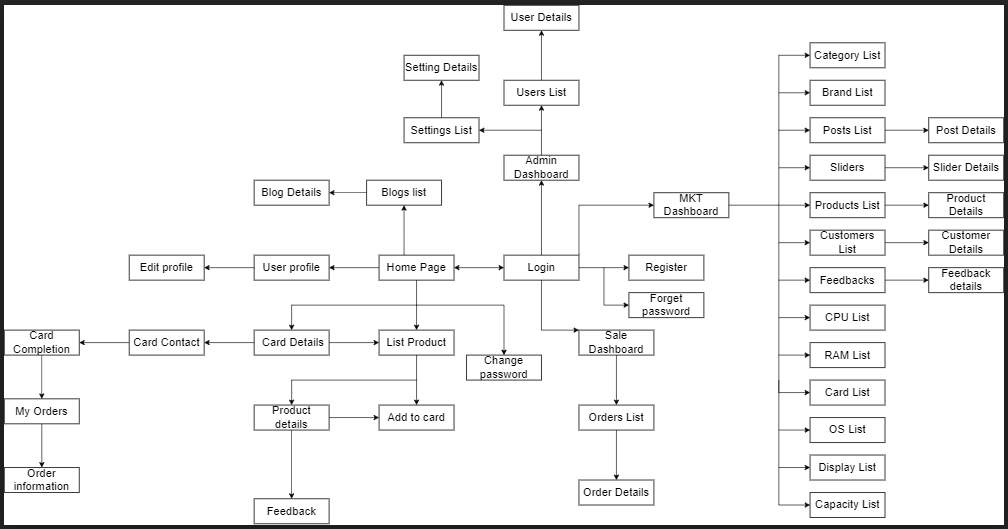 User Details
Category List
Setting Details
Users List
Brand List
Settings List
Posts List
Post Details
Admin
Dashboard
Sliders
Slider Details
Blog Details
Blogs list
MKT
Dashboard
Products List
Product
Details
Customers
List
Customer
Details
Edit profile
User profile
Home Page
Login
Register
Feedbacks
Feedback
details
Forget
password
CPU List
Card
Completion
Card Contact
Card Details
List Product
Sale
Dashboard
RAM List
Change
password
Card List
My Orders
Product
details
Add to card
Orders List
OS List
Order
information
Display List
Order Details
Feedback
Capacity List